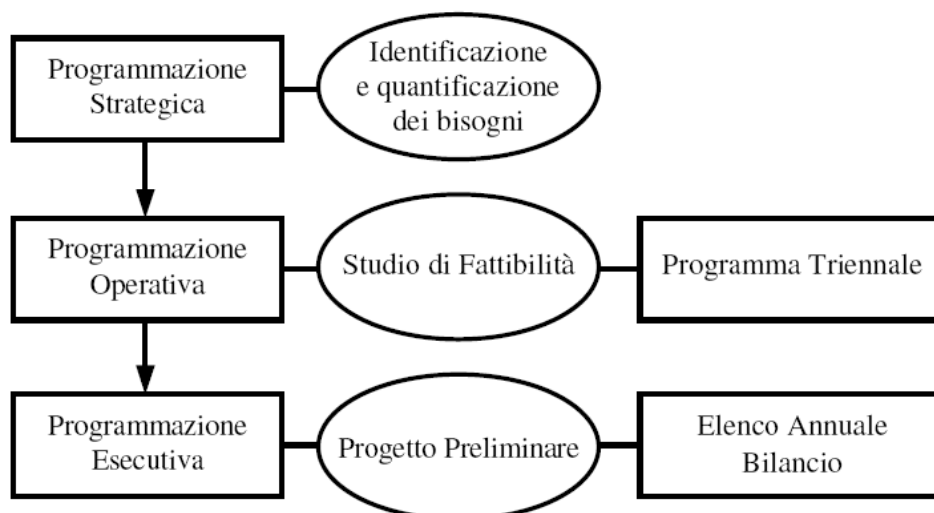 Programmazione
Strategica
Identificazione
e quantificazione
dei bisogni
Programmazione
Operativa
Studio di Fattibilità
Programma Triennale
Programmazione
Esecutiva
Progetto Preliminare
Elenco Annuale
Bilancio